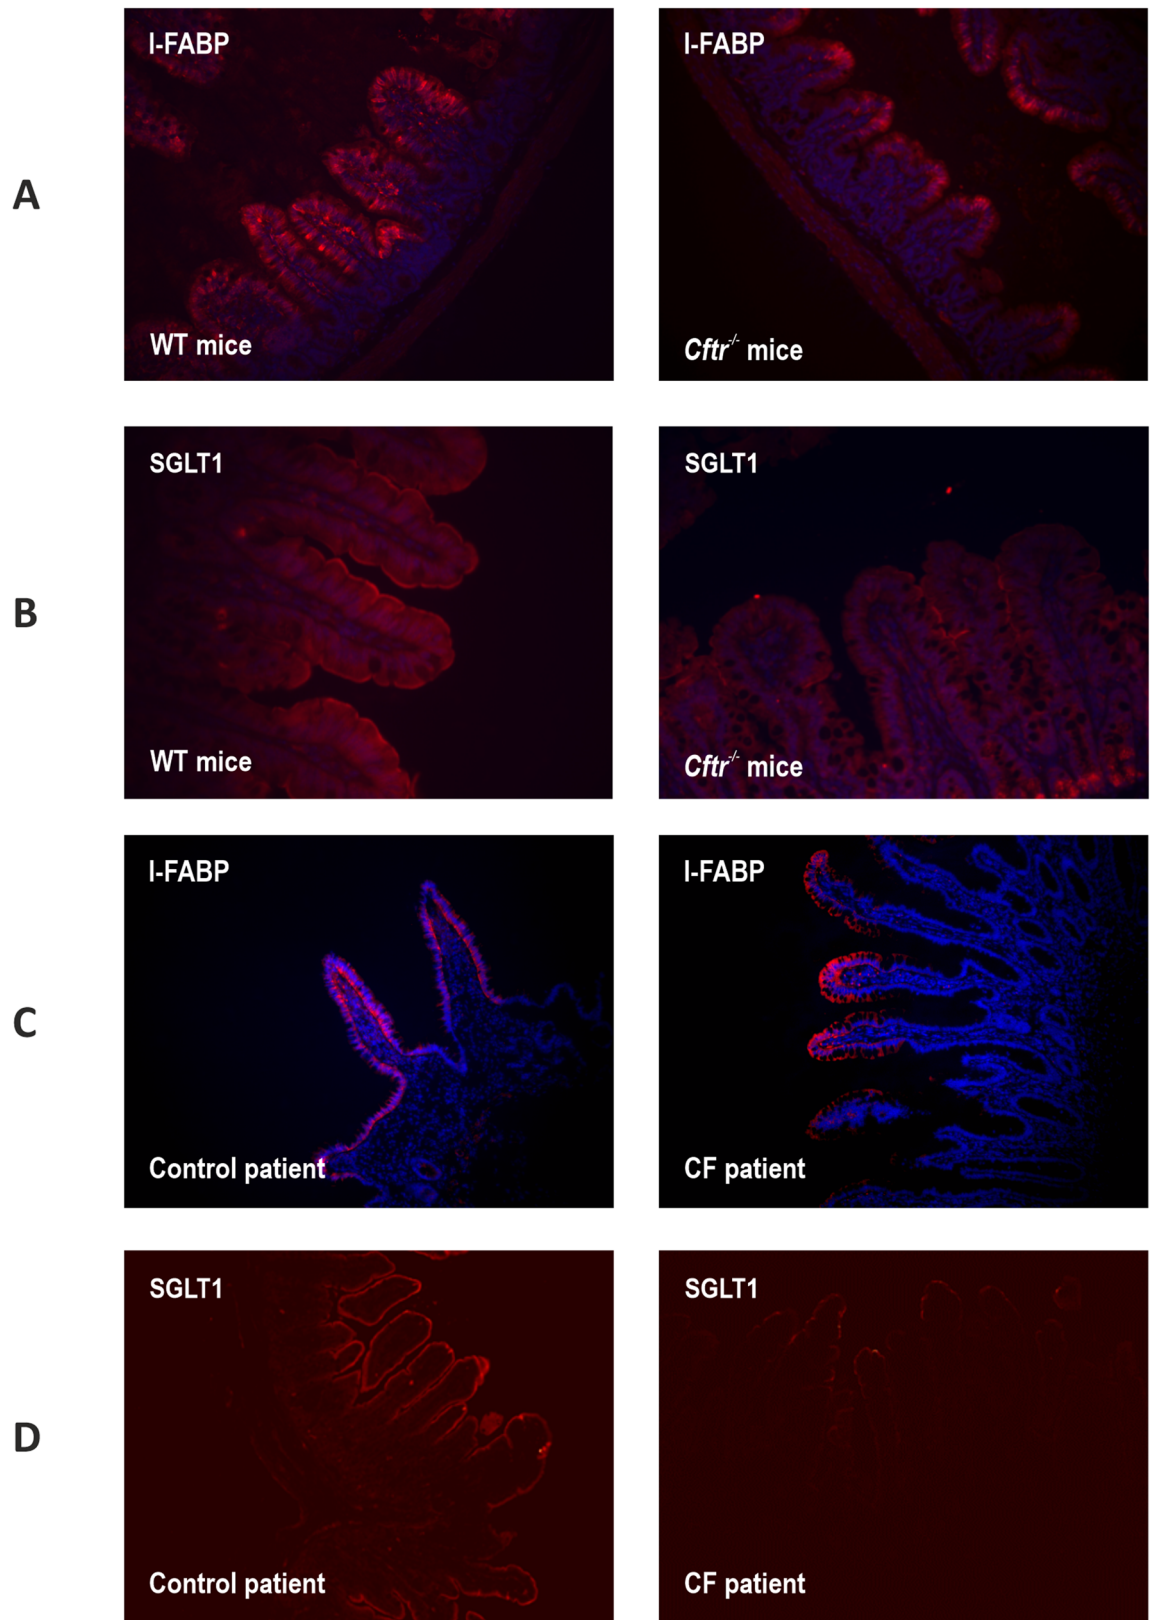 A
I-FABP
WT mice
I-FABP
Cftr-/- mice
B
SGLT1
WT mice
SGLT1
Cftr-/- mice
C
I-FABP
Control patient
I-FABP
CF patient
D
SGLT1
Control patient
SGLT1
CF patient